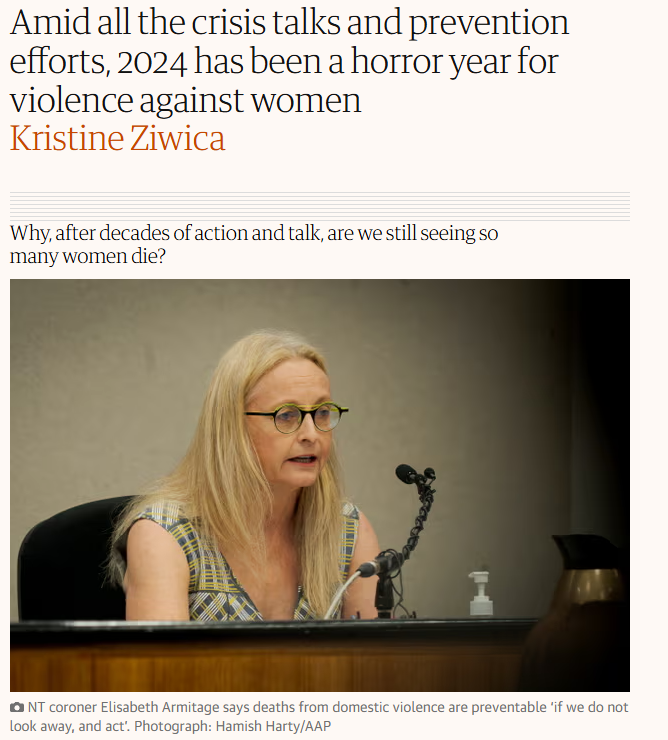 Amid all the crisis talks and prevention
efforts, 2024 has been a horror year for
violence against women
Kristine Ziwica
Why, after decades of action and talk, are we still seeing so
many women die?
NT coroner Elisabeth Armitage says deaths from domestic violence are preventable ‘if we do not
look away, and act’. Photograph: Hamish Harty/AAP